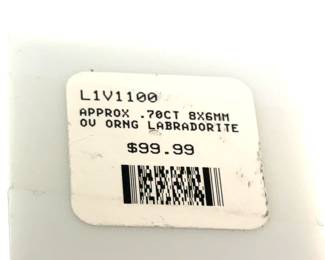 L1V1100
APPROX .70CT 8X6MM
OV ORNG LABRADORITE
$99.99